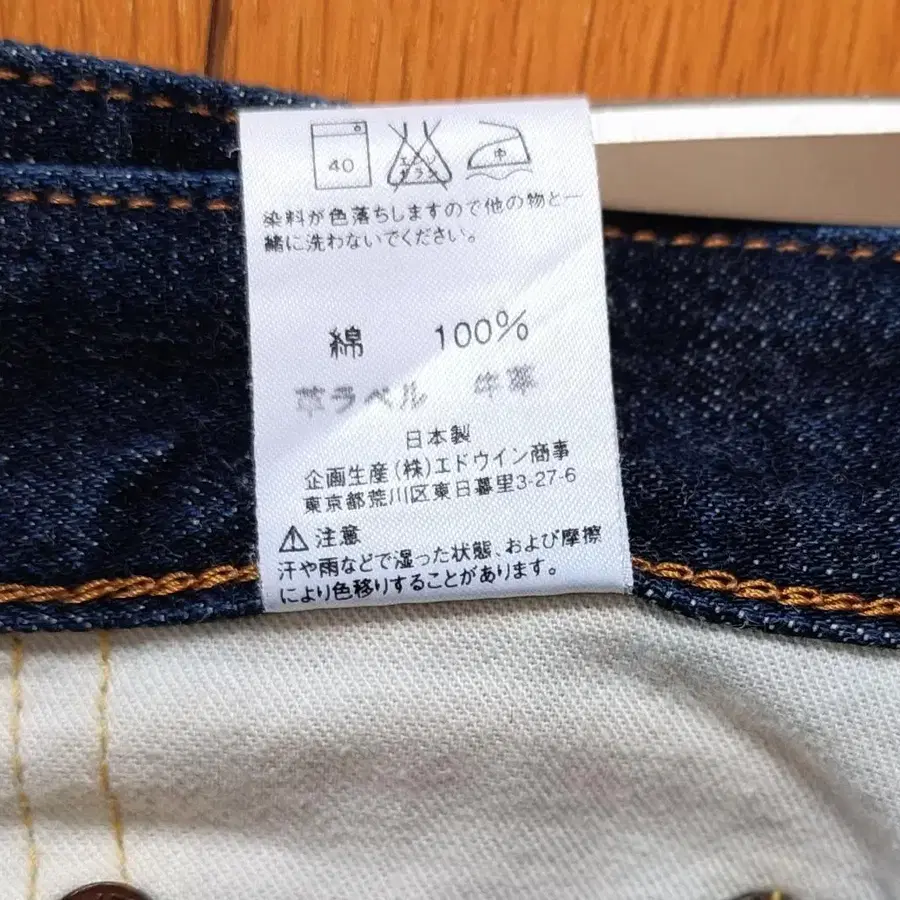 40
エンソ
サラシ
中
染料が色落ちしますので他の物と一
緒に洗わないでください。
綿 100%
革ラベル 牛革
日本製
企画生産(株)エドウイン商事
東京都荒川区東日暮里3-27-6
注意
汗や雨などで湿った状態、および摩擦
により色移りすることがあります。